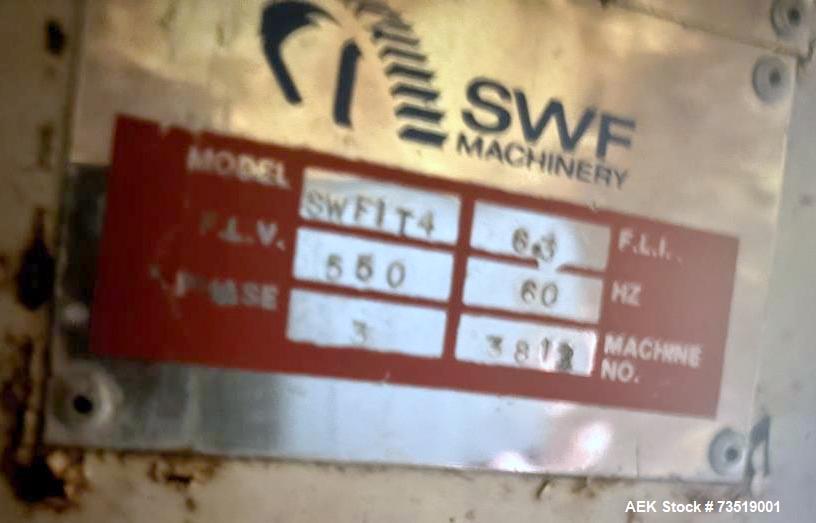 SWF
MACHINERY
MODEL SWF1T4 6.3 F.L.I.
F.L.V. 550 60 HZ
PHASE 3 MACHINE
NO.
AEK Stock # 73519001